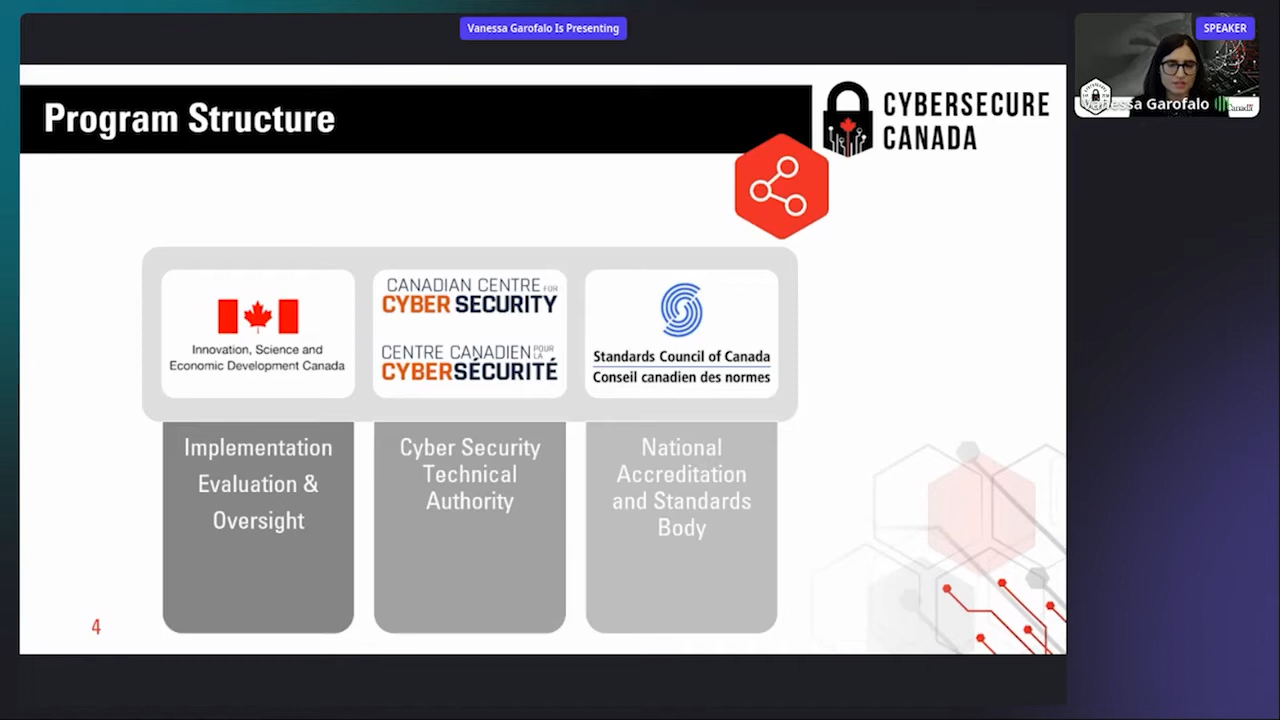 Vanessa Garofalo Is Presenting
SPEAKER
Vanessa Garofalo
Canada
Program Structure
CYBERSECURE
CANADA
Innovation, Science and
Economic Development Canada
CANADIAN CENTRE FOR
CYBER SECURITY
CENTRE CANADIEN POUR LA
CYBERSÉCURITÉ
Standards Council of Canada
Conseil canadien des normes
Implementation
Evaluation &
Oversight
Cyber Security
Technical
Authority
National
Accreditation
and Standards
Body
4